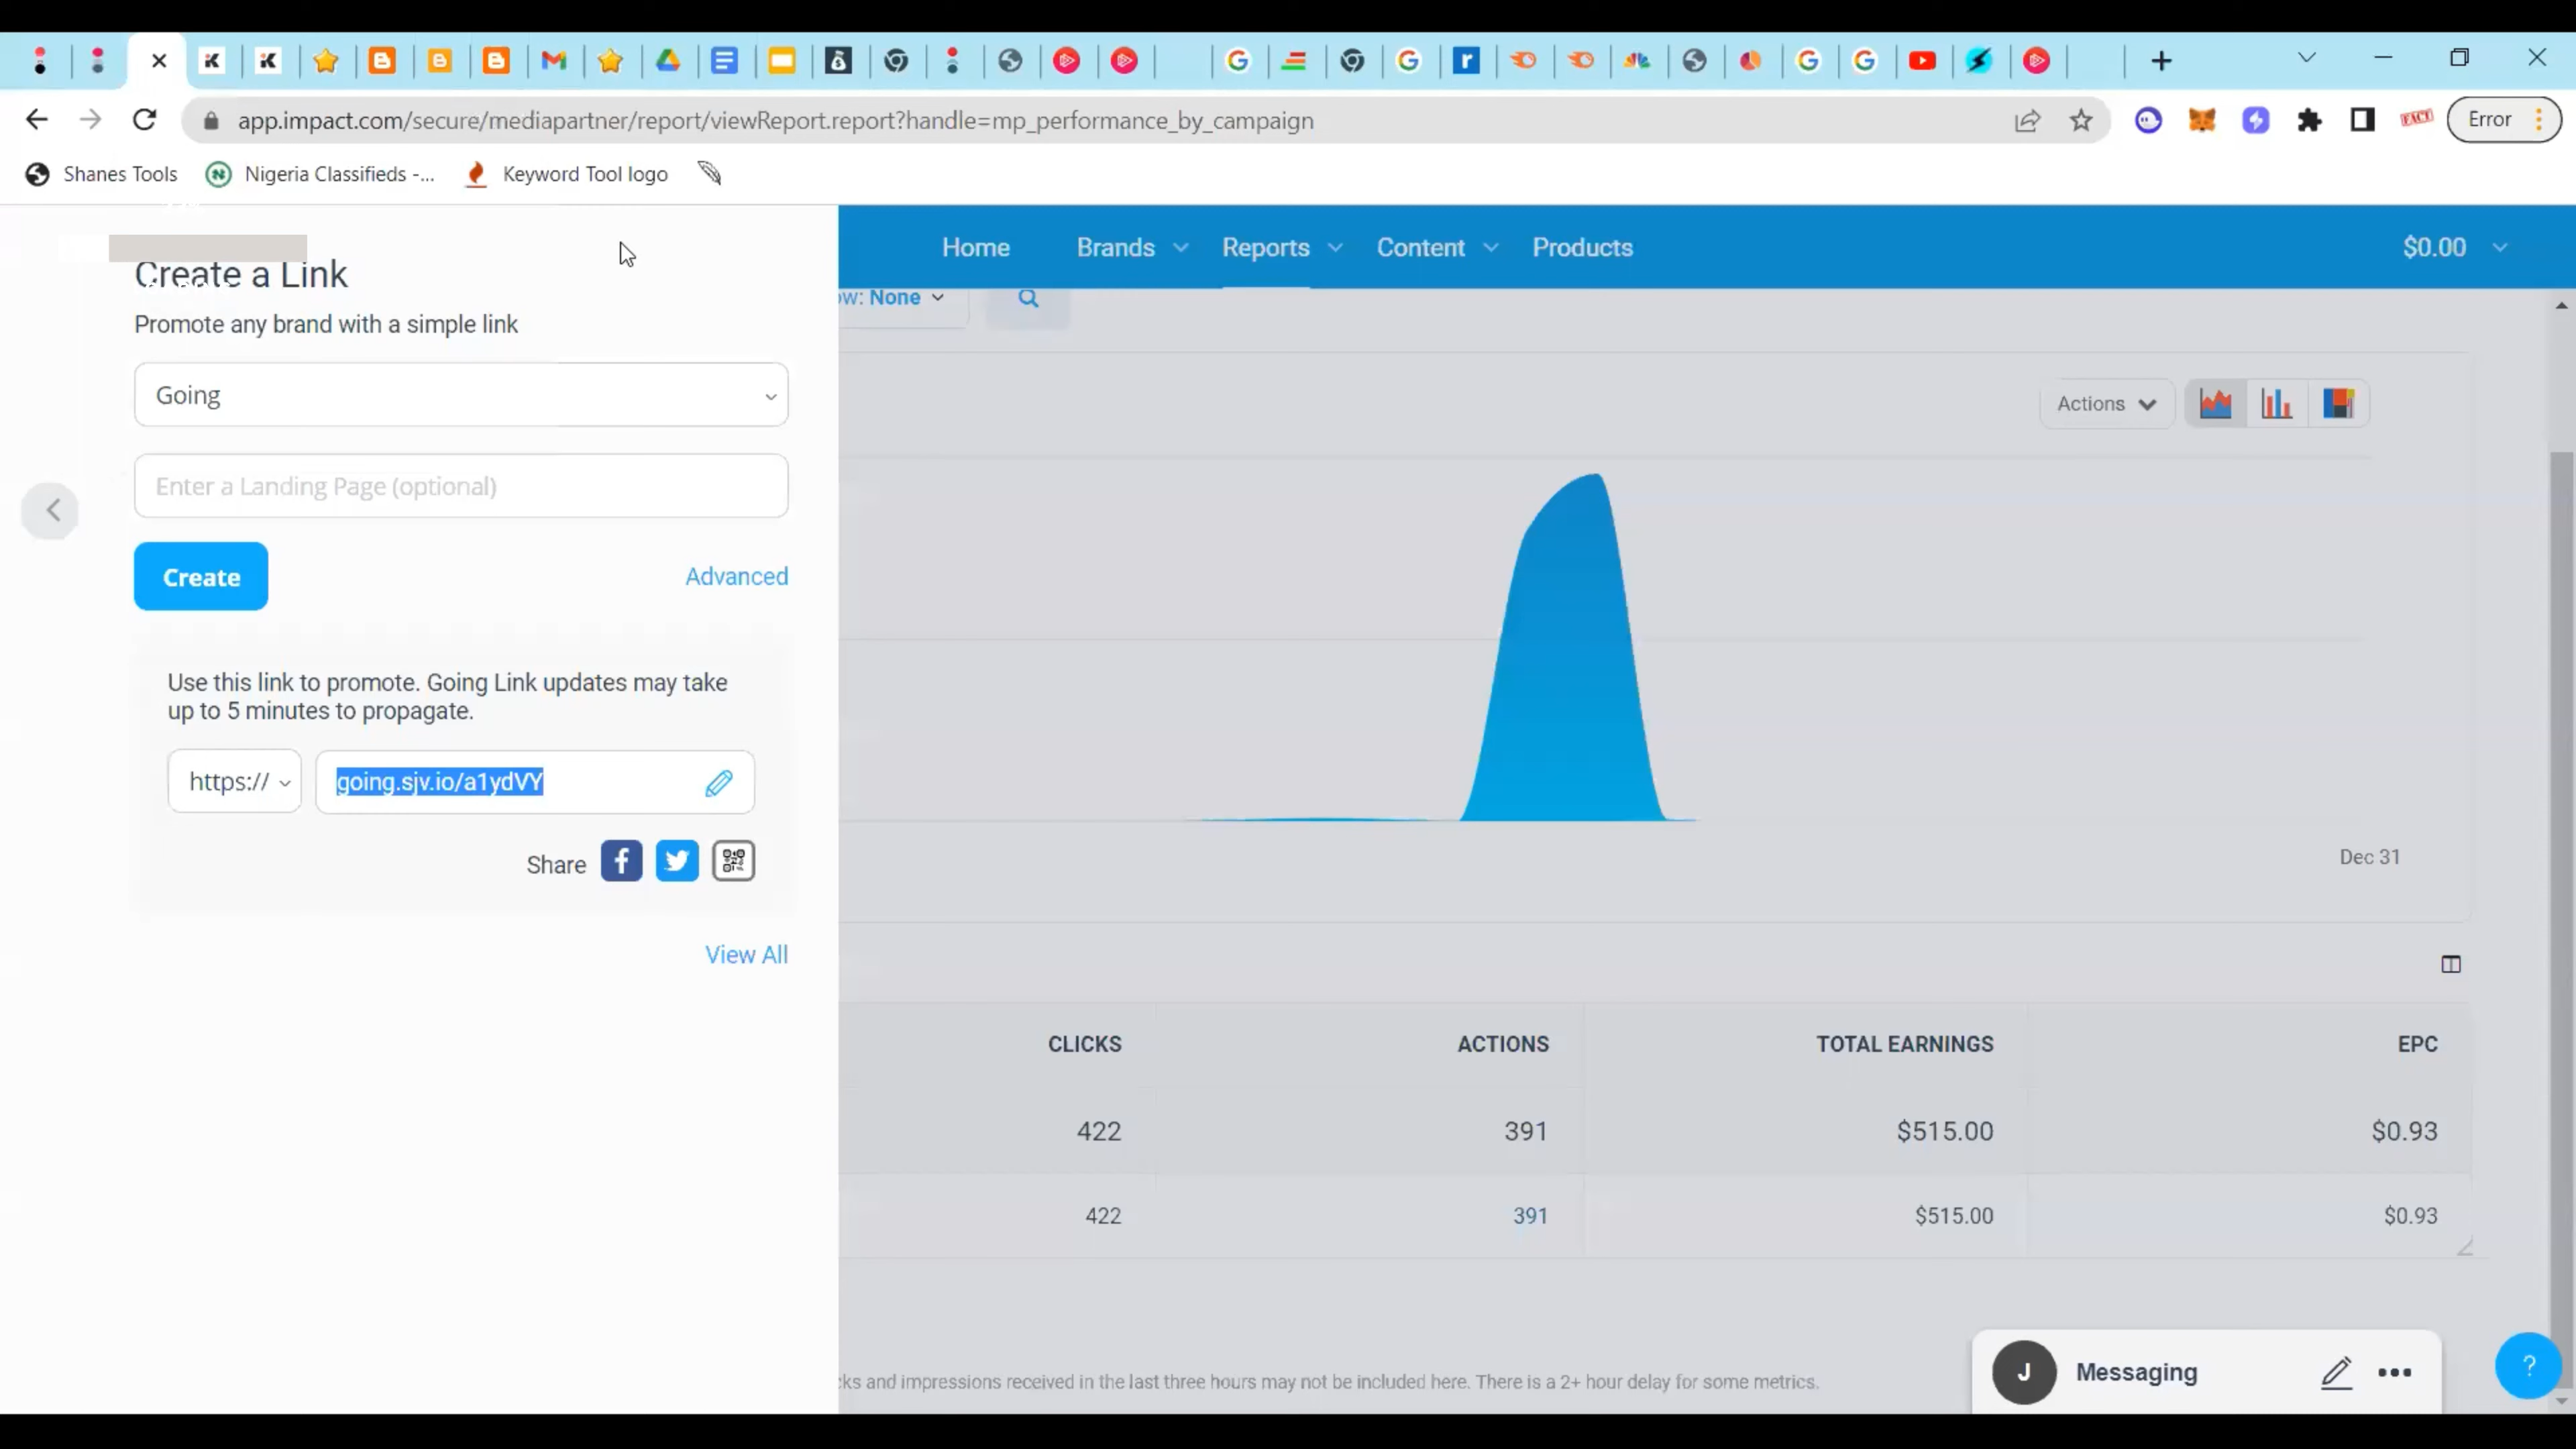 app.impact.com/secure/mediapartner/report/viewReport.report?handle=mp_performance_by_campaign
Error
Shanes Tools
Nigeria Classifieds -...
Keyword Tool logo
Home
Brands
Reports
Content
Products
$0.00
Create a Link
Promote any brand with a simple link
Going
Enter a Landing Page (optional)
Create
Advanced
Use this link to promote. Going Link updates may take
up to 5 minutes to propagate.
https://
going.sjv.io/a1ydVY
Share
View All
ow: None
Actions
Dec 31
CLICKS ACTIONS TOTAL EARNINGS EPC
422 391 $515.00 $0.93
422 391 $515.00 $0.93
cks and impressions received in the last three hours may not be included here. There is a 2+ hour delay for some metrics.
J
Messaging
?